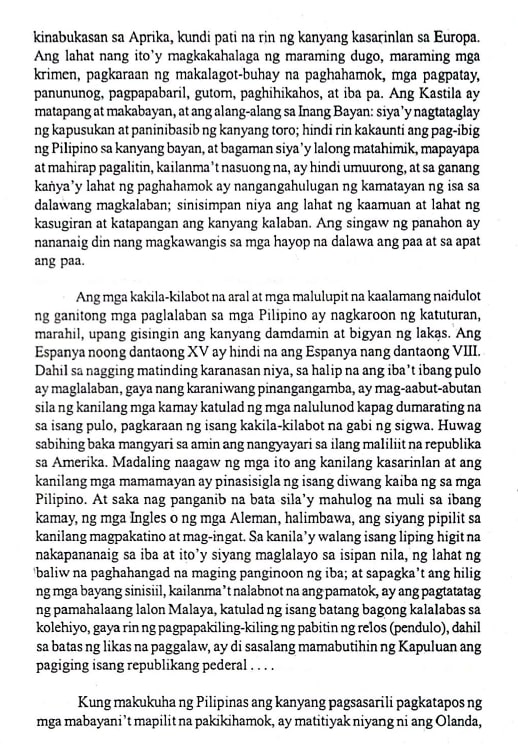 kinabukasan sa Aprika, kundi pati na rin ng kanyang kasarinlan sa Europa.
Ang lahat nang ito'y magkakahalaga ng maraming dugo, maraming mga
krimen, pagkaraan ng makalagot-buhay na paghahamok, mga pagpatay,
panununog, pagpapabaril, gutom, paghihikahos, at iba pa. Ang Kastila ay
matapang at makabayan, at ang alang-alang sa Inang Bayan: siya'y nagtataglay
ng kapusukan at paninibasib ng kanyang toro; hindi rin kakaunti ang pag-ibig
ng Pilipino sa kanyang bayan, at bagaman siya'y lalong matahimik, mapayapa
at mahirap pagalitin, kailanma't nasuong na, ay hindi umuurong, at sa ganang
kañya'y lahat ng paghahamok ay nangangahulugan ng kamatayan ng isa sa
dalawang magkalaban; sinisimpan niya ang lahat ng kaamuan at lahat ng
kasugiran at katapangan ang kanyang kalaban. Ang singaw ng panahon ay
nananaig din nang magkawangis sa mga hayop na dalawa ang paa at sa apat
ang paa.
Ang mga kakila-kilabot na aral at mga malulupit na kaalamang naidulot
ng ganitong mga paglalaban sa mga Pilipino ay nagkaroon ng katuturan,
marahil, upang gisingin ang kanyang damdamin at bigyan ng lakas. Ang
Espanya noong dantaong XV ay hindi na ang Espanya nang dantaong VIII.
Dahil sa nagging matinding karanasan niya, sa halip na ang iba't ibang pulo
ay maglalaban, gaya nang karaniwang pinangangamba, ay mag-aabut-abutan
sila ng kanilang mga kamay katulad ng mga nalulunod kapag dumarating na
sa isang pulo, pagkaraan ng isang kakila-kilabot na gabi ng sigwa. Huwag
sabihing baka mangyari sa amin ang nangyayari sa ilang maliliit na republika
sa Amerika. Madaling naagaw ng mga ito ang kanilang kasarinlan at ang
kanilang mga mamamayan ay pinasisigla ng isang diwang kaiba ng sa mga
Pilipino. At saka nag panganib na bata sila'y mahulog na muli sa ibang
kamay, ng mga Ingles o ng mga Aleman, halimbawa, ang siyang pipilit sa
kanilang magpakatino at mag-ingat. Sa kanila'y walang isang liping higit na
nakapananaig sa iba at ito'y siyang maglalayo sa isipan nila, ng lahat ng
baliw na paghahangad na maging panginoon ng iba; at sapagka't ang hilig
ng mga bayang sinisiil, kailanma't nalabnot na ang pamatok, ay ang pagtatatag
ng pamahalaang lalon Malaya, katulad ng isang batang bagong kalalabas sa
kolehiyo, gaya rin ng pagpapakiling-kiling ng pabitin ng relos (pendulo), dahil
sa batas ng likas na paggalaw, ay di sasalang mamabutihin ng Kapuluan ang
pagiging isang republikang pederal . . . .
Kung makukuha ng Pilipinas ang kanyang pagsasarili pagkatapos ng
mga mabayani't mapilit na pakikihamok, ay matitiyak niyang ni ang Olanda,